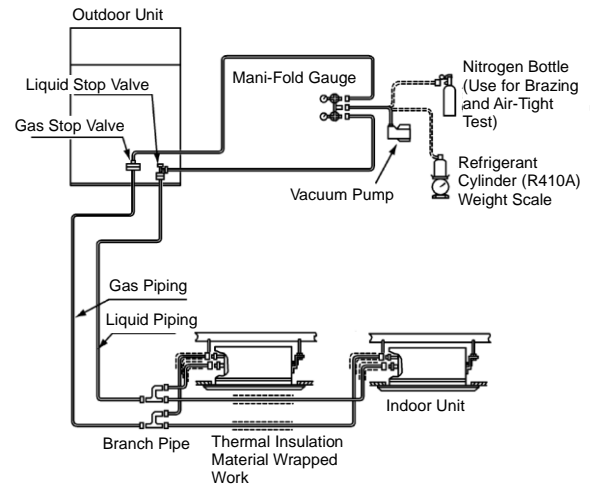 Outdoor Unit
Liquid Stop Valve
Gas Stop Valve
Mani-Fold Gauge
Nitrogen Bottle
(Use for Brazing
and Air-Tight
Test)
Vacuum Pump
Refrigerant
Cylinder (R410A)
Weight Scale
Gas Piping
Liquid Piping
Indoor Unit
Branch Pipe
Thermal Insulation
Material Wrapped
Work